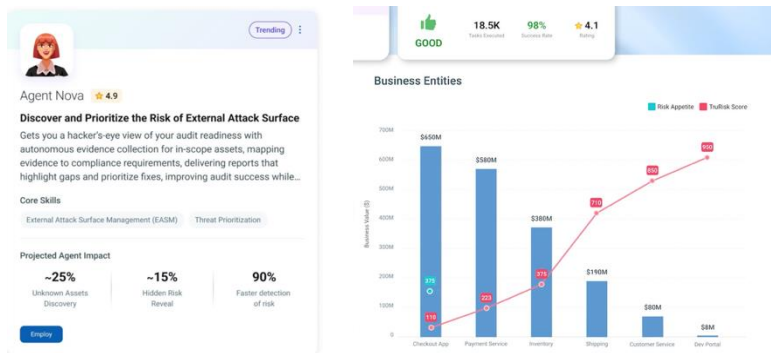 Trending
Agent Nova
4.9
Discover and Prioritize the Risk of External Attack Surface
Gets you a hacker's-eye view of your audit readiness with
autonomous evidence collection for in-scope assets, mapping
evidence to compliance requirements, delivering reports that
highlight gaps and prioritize fixes, improving audit success while...
Core Skills
External Attack Surface Management (EASM)
Threat Prioritization
Projected Agent Impact
~25%
Unknown Assets
Discovery
~15%
Hidden Risk
Reveal
90%
Faster detection
of risk
Employ
GOOD
18.5K
Tasks Executed
98%
Success Rate
4.1
Rating
Business Entities
Risk Appetite
TruRisk Score
Business Value ($)
700M
600M
500M
400M
300M
200M
100M
0
$650M
$580M
$380M
$190M
$80M
$8M
375
110
223
375
710
850
930
Checkout App
Payment Service
Inventory
Shipping
Customer Service
Dev Portal